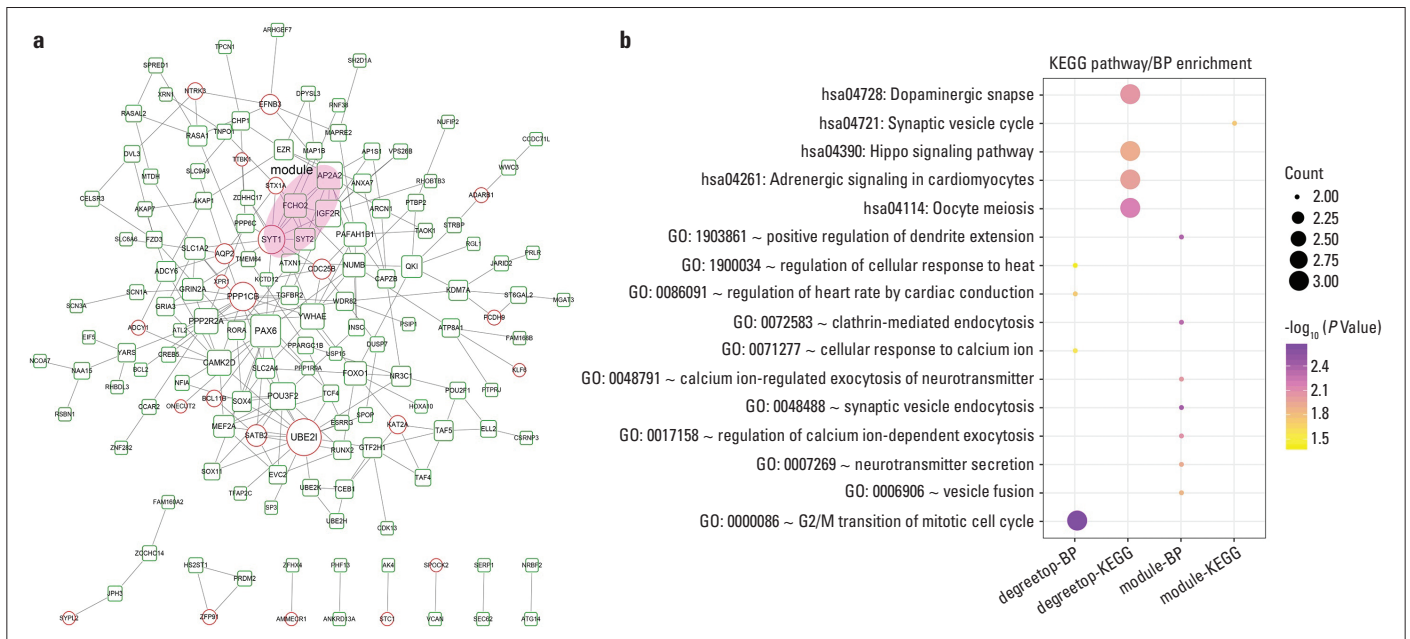 a
ARHGEF7
TPCN1
SH2D1A
SPRED1
XRN1
NTRK3
EFNB3
DPYSL3
RNF38
RASAL2
CHP1
MAPRE2
NUFIP2
RASA1
TNPO1
CCDC71L
DVL3
EZR
MAP1B
AP1S1
VPS26B
TTBK1
WWC3
MTDH
SLC9A9
module
AP2A2
STX1A
ANXA7
RHOBTB3
CELSR3
AKAP7
AKAP1
ZDHHC17
FCHO2
IGF2R
ARCN1
PTBP2
ADARB1
PPP6C
STRBP
SLC6A6
FZD3
SYT1
SYT2
PAFAH1B1
TAOK1
SLC1A2
AQP2
TMEM64
ATXN1
RGL1
PRLR
ADCY6
CDC25B
NUMB
QKI
JARID2
SCN1A
XPR1
KCTD12
CAPZB
SCN3A
GRIN2A
TGFBR2
KDM7A
ST6GAL2
MGAT3
GRIA3
PPP1CB
WDR82
PCDH9
ADCY1
PPP2R2A
YWHAE
ATL2
RORA
PAX6
INSC
PSIP1
ATP8A1
FAM168B
EIF5
CREB5
PPARGC1B
DUSP7
NCOA7
YARS
BCL2
CAMK2D
USP15
NAA15
SLC2A4
PPP1R9A
FOXO1
NR3C1
KLF6
RHBDL3
NFIA
PTPRJ
RSBN1
ONECUT2
BCL11B
SOX4
POU3F2
TCF4
POU2F1
CCAR2
HOXA10
SPOP
MEF2A
ESRRG
KAT2A
ELL2
ZNF282
SATB2
UBE2I
TAF5
CSRNP3
RUNX2
GTF2H1
SOX11
EVC2
TAF4
TFAP2C
UBE2K
TCEB1
SP3
UBE2H
CDK13
FAM160A2
ZCCHC14
HS2ST1
ZFHX4
PHF13
AK4
SPOCK2
SERP1
NRBF2
PRDM2
JPH3
SYPL2
ZFP91
AMMECR1
ANKRD13A
STC1
VCAN
SEC62
ATG14
b
KEGG pathway/BP enrichment
hsa04728: Dopaminergic snapse
hsa04721: Synaptic vesicle cycle
hsa04390: Hippo signaling pathway
hsa04261: Adrenergic signaling in cardiomyocytes
hsa04114: Oocyte meiosis
GO: 1903861 ~ positive regulation of dendrite extension
GO: 1900034 ~ regulation of cellular response to heat
GO: 0086091 ~ regulation of heart rate by cardiac conduction
GO: 0072583 ~ clathrin-mediated endocytosis
GO: 0071277 ~ cellular response to calcium ion
GO: 0048791 ~ calcium ion-regulated exocytosis of neurotransmitter
GO: 0048488 ~ synaptic vesicle endocytosis
GO: 0017158 ~ regulation of calcium ion-dependent exocytosis
GO: 0007269 ~ neurotransmitter secretion
GO: 0006906 ~ vesicle fusion
GO: 0000086 ~ G2/M transition of mitotic cell cycle
degreetop-BP
degreetop-KEGG
module-BP
module-KEGG
Count
2.00
2.25
2.50
2.75
3.00
-log10 (P Value)
2.4
2.1
1.8
1.5